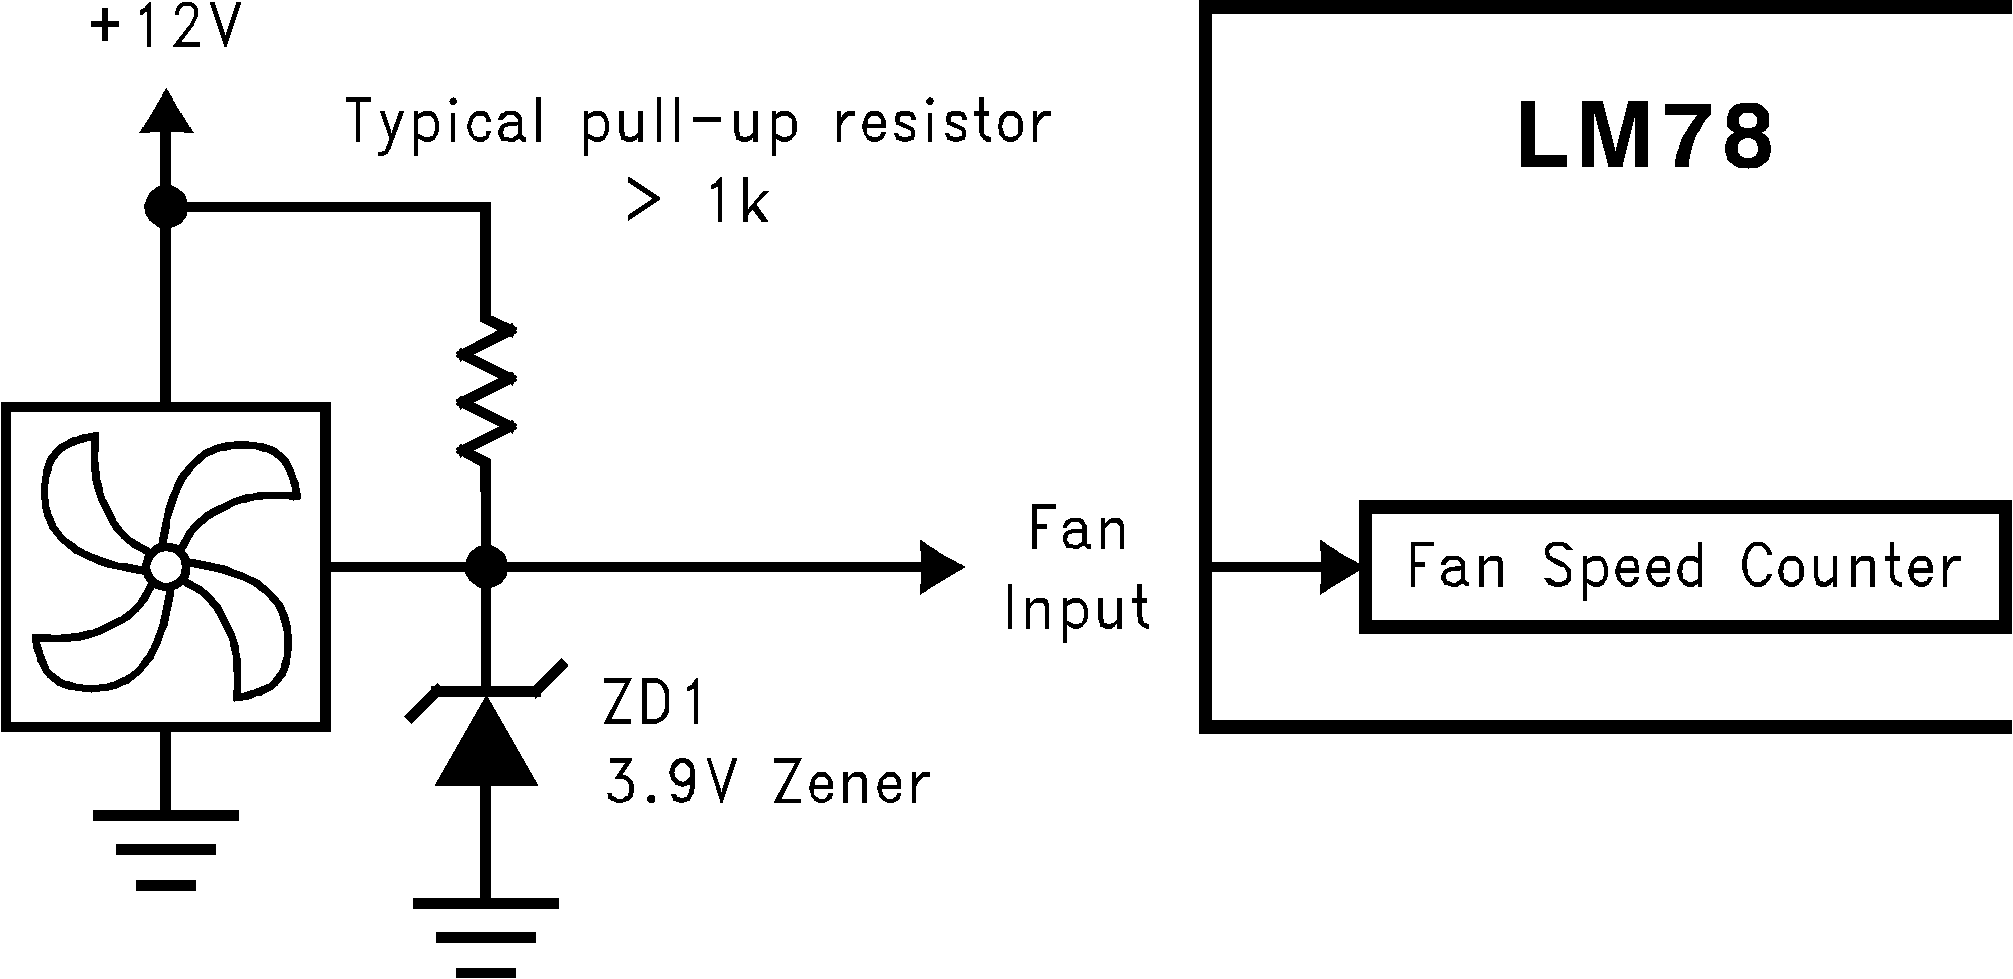 +12V
Typical pull-up resistor
> 1k
LM78
Fan
Input
Fan Speed Counter
ZD1
3.9V Zener